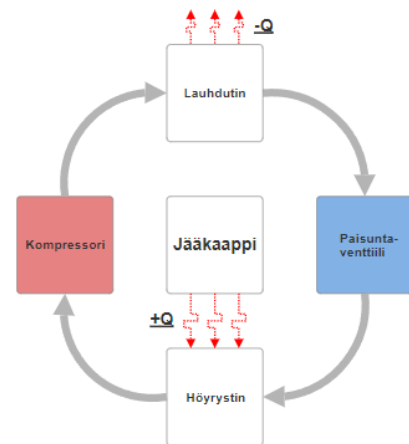 -Q
Lauhdutin
Kompressori
Jääkaappi
Paisunta-
venttiili
+Q
Höyrystin